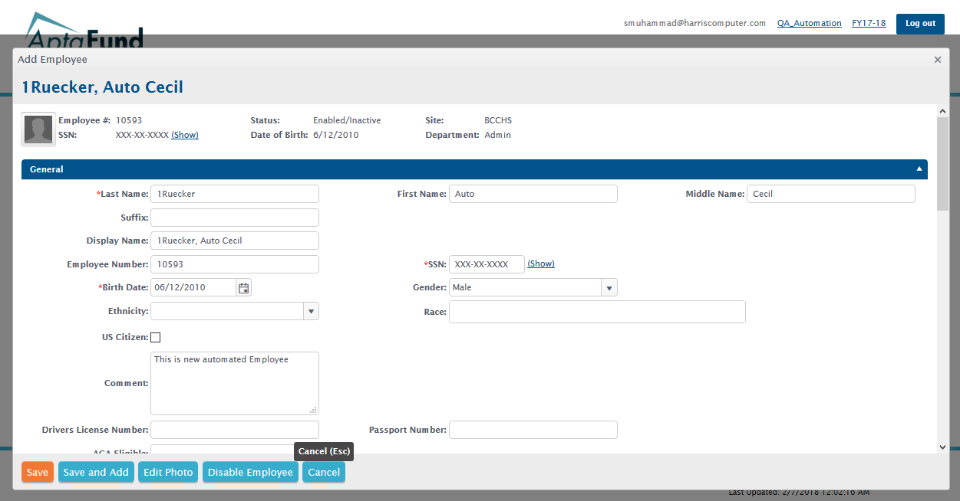 smuhammad@harriscomputer.com QA_Automation FY17-18 Log out
AptaFund
Add Employee
1Ruecker, Auto Cecil
Employee #: 10593 Status: Enabled/Inactive Site: BCCHS
SSN: XXX-XX-XXXX (Show) Date of Birth: 6/12/2010 Department: Admin
General
*Last Name: 1Ruecker First Name: Auto Middle Name: Cecil
Suffix:
Display Name: 1Ruecker, Auto Cecil
Employee Number: 10593 *SSN: XXX-XX-XXXX (Show)
*Birth Date: 06/12/2010 Gender: Male
Ethnicity: Race:
US Citizen:
Comment: This is new automated Employee
Drivers License Number: Passport Number:
ACA Eligible:
Cancel (Esc)
Save Save and Add Edit Photo Disable Employee Cancel
Last Updated: 2/7/2018 12:02:16 AM